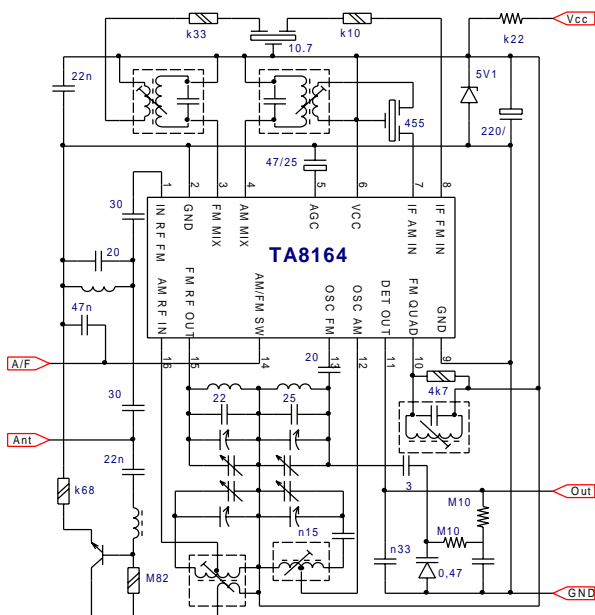 k33
k10
10.7
Vcc
k22
22n
5V1
220/
455
47/25
1
2
3
4
5
6
7
8
30
IN RF FM
GND
FM MIX
AM MIX
AGC
VCC
IF AM IN
IF FM IN
TA8164
20
47n
AM RF IN
FM RF OUT
AM/FM SW
OSC FM
OSC AM
DET OUT
FM QUAD
GND
16
15
14
13
12
11
10
9
A/F
20
30
22
25
4k7
Ant
22n
3
k68
M10
Out
n15
M10
n33
M82
0,47
GND